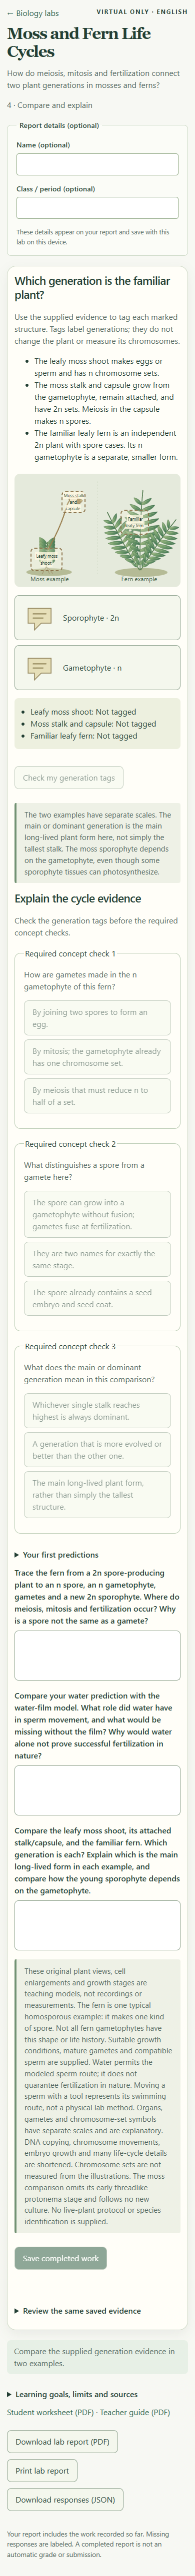 ← Biology labs
VIRTUAL ONLY · ENGLISH
Moss and Fern Life
Cycles
How do meiosis, mitosis and fertilization connect
two plant generations in mosses and ferns?
4 · Compare and explain
Report details (optional)
Name (optional)
Class / period (optional)
These details appear on your report and save with this
lab on this device.
Which generation is the familiar
plant?
Use the supplied evidence to tag each marked
structure. Tags label generations; they do not
change the plant or measure its chromosomes.
• The leafy moss shoot makes eggs or
sperm and has n chromosome sets.
• The moss stalk and capsule grow from
the gametophyte, remain attached, and
have 2n sets. Meiosis in the capsule
makes n spores.
• The familiar leafy fern is an independent
2n plant with spore cases. Its n
gametophyte is a separate, smaller form.
Moss stalk
and
capsule
Familiar
leafy fern
Leafy moss
shoot
Moss example
Fern example
Sporophyte · 2n
Gametophyte · n
• Leafy moss shoot: Not tagged
• Moss stalk and capsule: Not tagged
• Familiar leafy fern: Not tagged
Check my generation tags
The two examples have separate scales. The
main or dominant generation is the main
long-lived plant form here, not simply the
tallest stalk. The moss sporophyte depends
on the gametophyte, even though some
sporophyte tissues can photosynthesize.
Explain the cycle evidence
Check the generation tags before the required
concept checks.
Required concept check 1
How are gametes made in the n
gametophyte of this fern?
By joining two spores to form an
egg.
By mitosis; the gametophyte already
has one chromosome set.
By meiosis that must reduce n to
half of a set.
Required concept check 2
What distinguishes a spore from a
gamete here?
The spore can grow into a
gametophyte without fusion;
gametes fuse at fertilization.
They are two names for exactly the
same stage.
The spore already contains a seed
embryo and seed coat.
Required concept check 3
What does the main or dominant
generation mean in this comparison?
Whichever single stalk reaches
highest is always dominant.
A generation that is more evolved or
better than the other one.
The main long-lived plant form,
rather than simply the tallest
structure.
▸ Your first predictions
Trace the fern from a 2n spore-producing
plant to an n spore, an n gametophyte,
gametes and a new 2n sporophyte. Where do
meiosis, mitosis and fertilization occur? Why
is a spore not the same as a gamete?
Compare your water prediction with the
water-film model. What role did water have
in sperm movement, and what would be
missing without the film? Why would water
alone not prove successful fertilization in
nature?
Compare the leafy moss shoot, its attached
stalk/capsule, and the familiar fern. Which
generation is each? Explain which is the main
long-lived form in each example, and
compare how the young sporophyte depends
on the gametophyte.
These original plant views, cell
enlargements and growth stages are
teaching models, not recordings or
measurements. The fern is one typical
homosporous example: it makes one kind
of spore. Not all fern gametophytes have
this shape or life history. Suitable growth
conditions, mature gametes and compatible
sperm are supplied. Water permits the
modeled sperm route; it does not
guarantee fertilization in nature. Moving a
sperm with a tool represents its swimming
route, not a physical lab method. Organs,
gametes and chromosome-set symbols
have separate scales and are explanatory.
DNA copying, chromosome movements,
embryo growth and many life-cycle details
are shortened. Chromosome sets are not
measured from the illustrations. The moss
comparison omits its early threadlike
protonema stage and follows no new
culture. No live-plant protocol or species
identification is supplied.
Save completed work
▸ Review the same saved evidence
Compare the supplied generation evidence in
two examples.
▸ Learning goals, limits and sources
Student worksheet (PDF) · Teacher guide (PDF)
Download lab report (PDF)
Print lab report
Download responses (JSON)
Your report includes the work recorded so far. Missing
responses are labeled. A completed report is not an
automatic grade or submission.